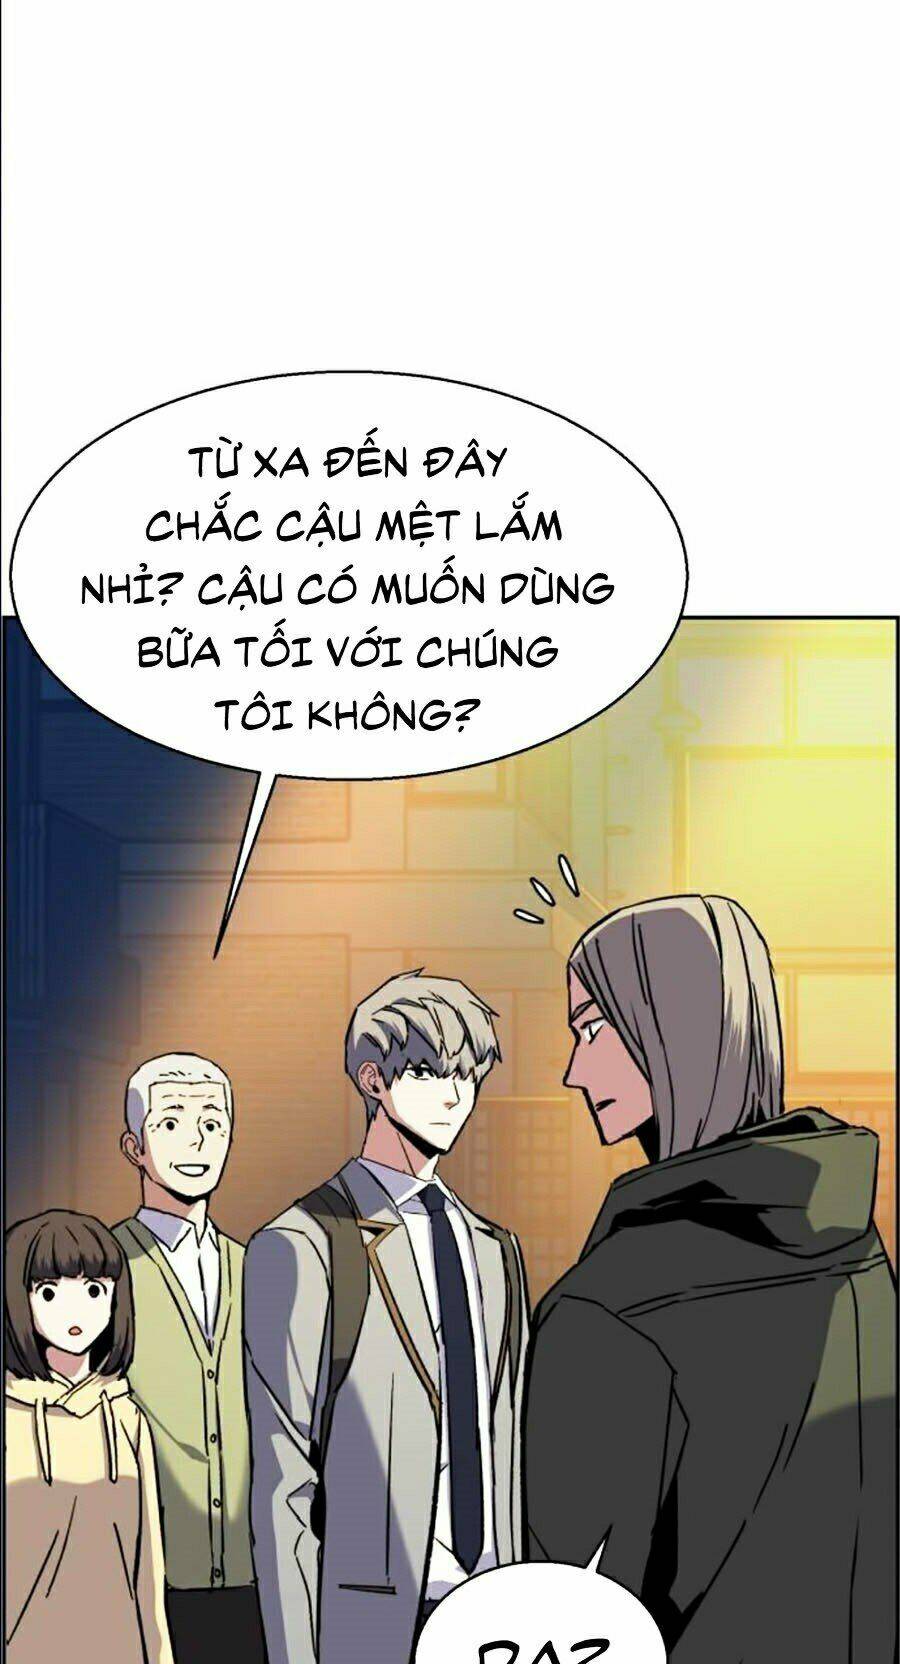 TỪ XA ĐẾN ĐÂY
CHẮC CẬU MỆT LẮM
NHỈ? CẬU CÓ MUỐN DÙNG
BỮA TỐI VỚI CHÚNG
TÔI KHÔNG?